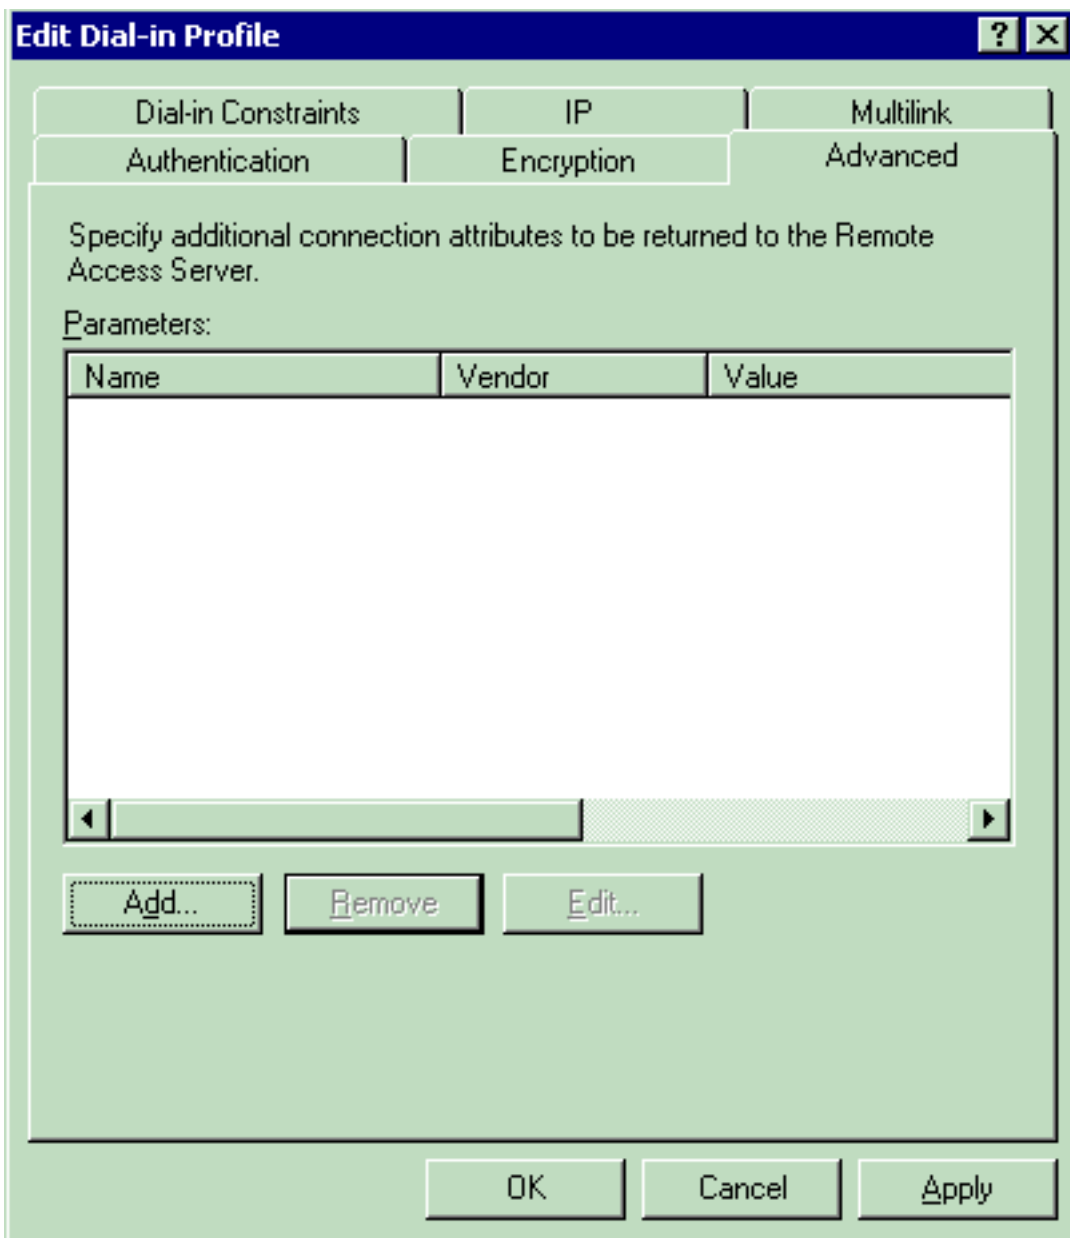 Edit Dial-in Profile
Dial-in Constraints IP Multilink
Authentication Encryption Advanced
Specify additional connection attributes to be returned to the Remote
Access Server.
Parameters:
Name Vendor Value
Add... Remove Edit...
OK Cancel Apply